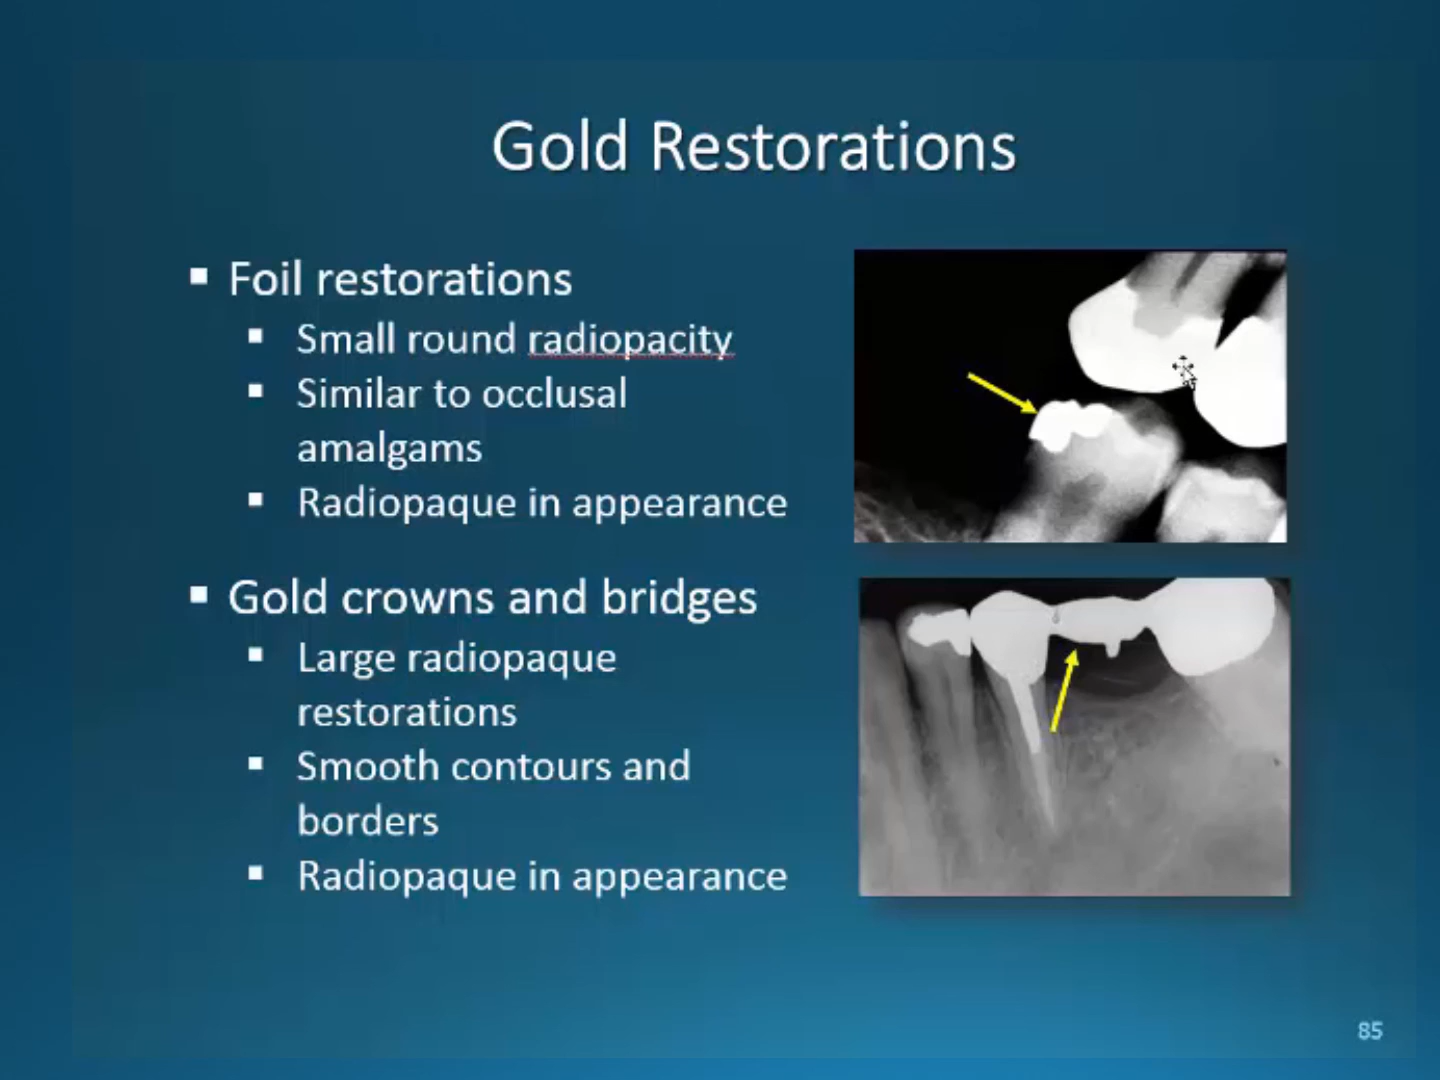 Gold Restorations
Foil restorations
Small round radiopacity
Similar to occlusal
amalgams
Radiopaque in appearance
Gold crowns and bridges
Large radiopaque
restorations
Smooth contours and
borders
Radiopaque in appearance
85